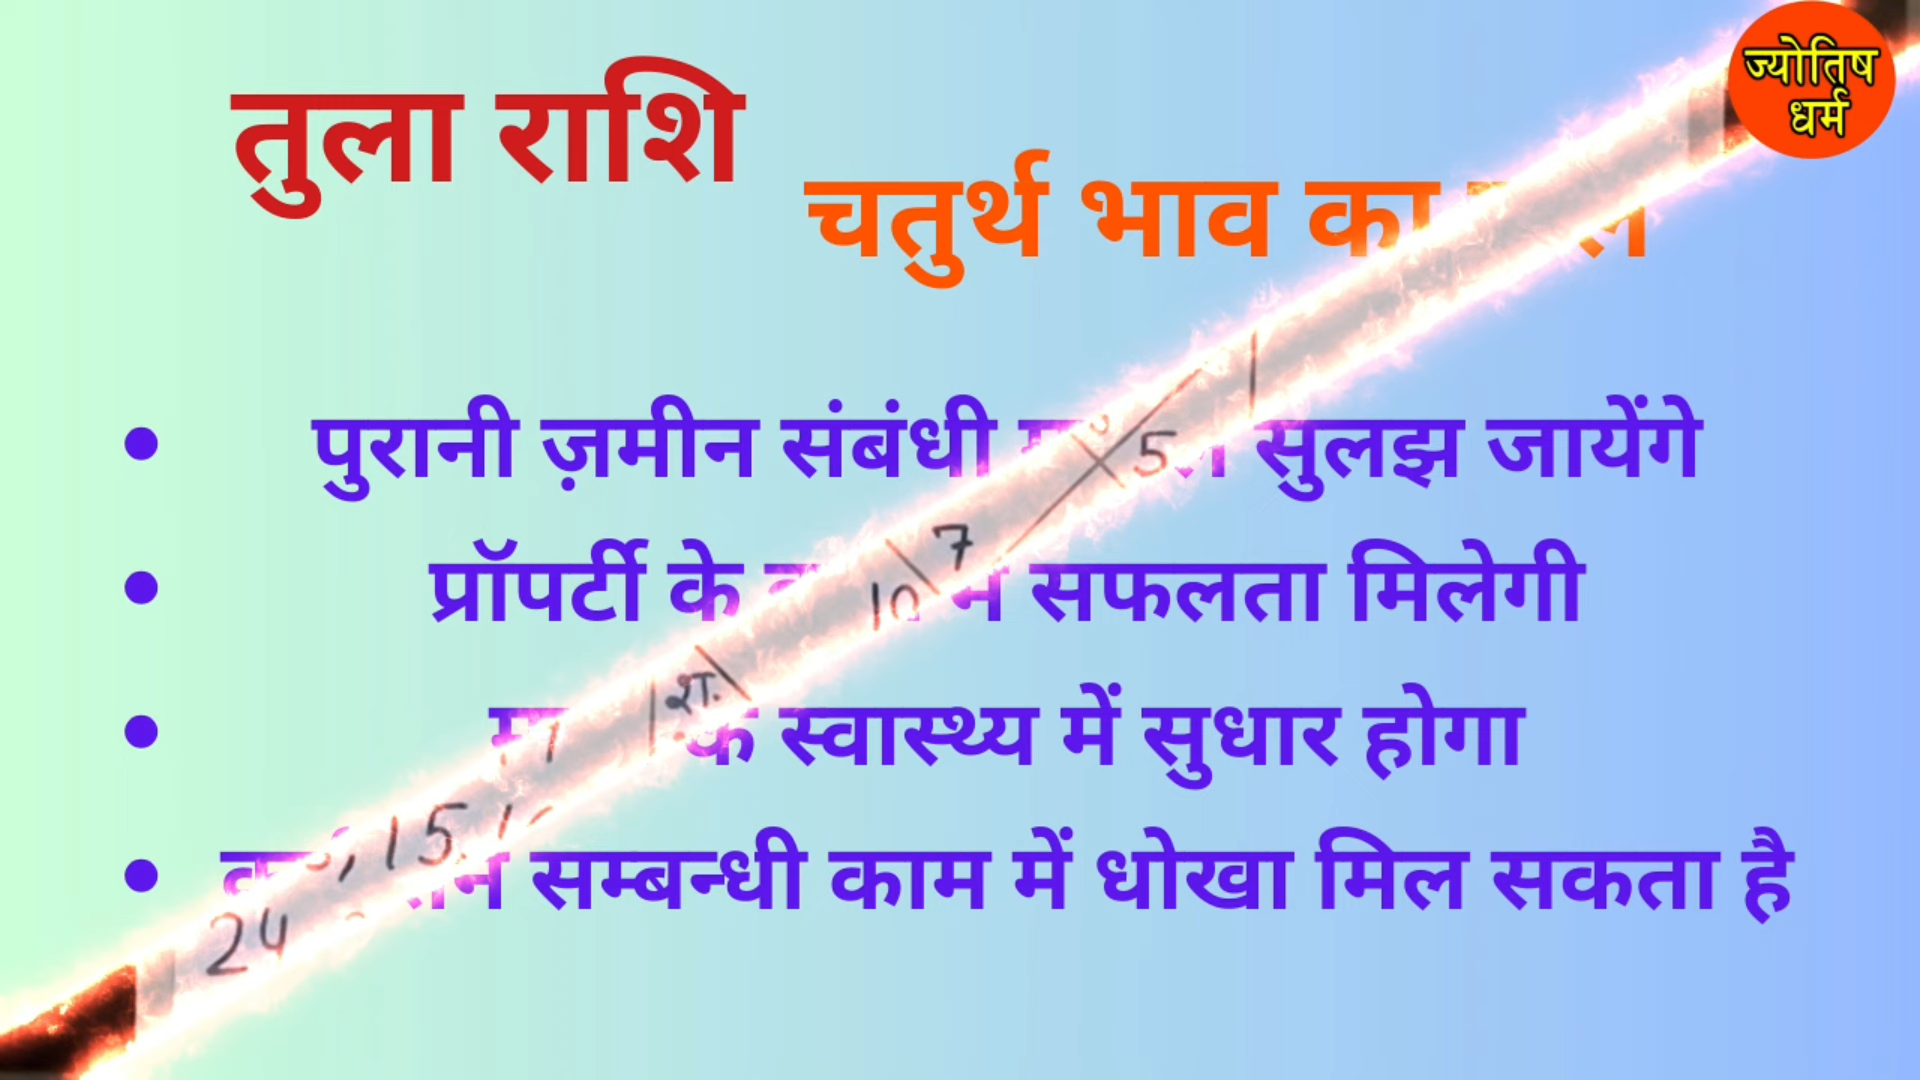 ज्योतिष
धर्म
तुला राशि
चतुर्थ भाव का
पुरानी ज़मीन संबंधी सुलझ जायेंगे
प्रॉपर्टी के में सफलता मिलेगी
के स्वास्थ्य में सुधार होगा
सम्बन्धी काम में धोखा मिल सकता है
5
7
10
श.
15
24